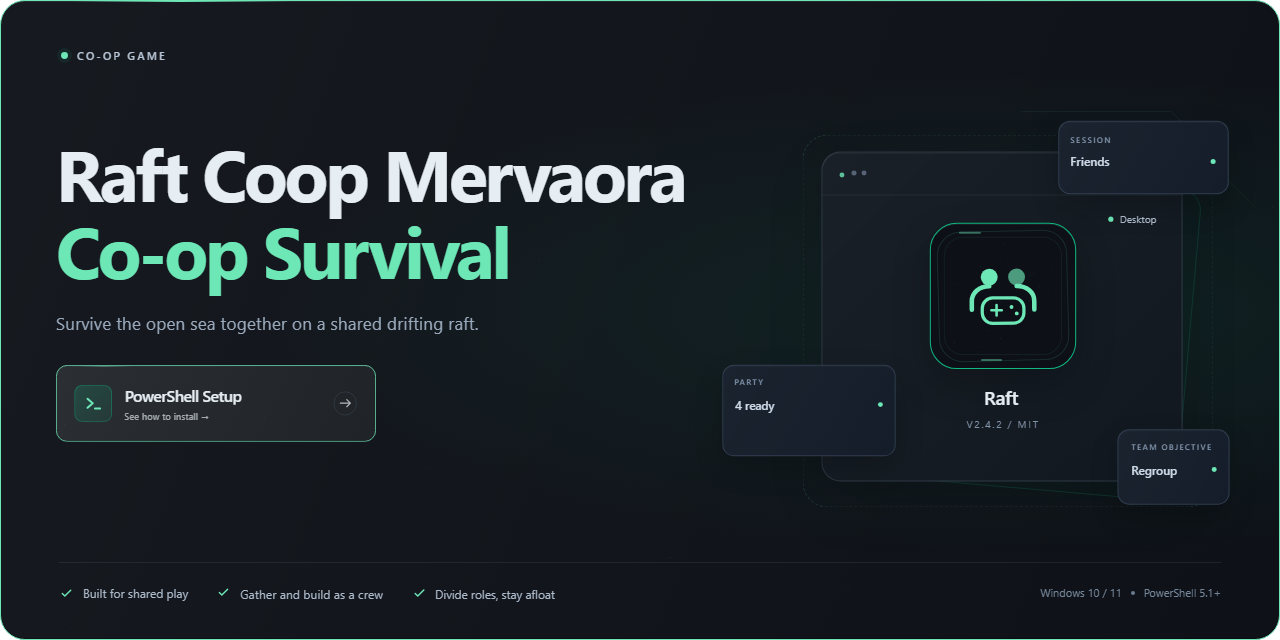 CO-OP GAME
Raft Coop Mervaora
Co-op Survival
Survive the open sea together on a shared drifting raft.
PowerShell Setup
See how to install →
SESSION
Friends
Desktop
PARTY
4 ready
Raft
V2.4.2 / MIT
TEAM OBJECTIVE
Regroup
Built for shared play
Gather and build as a crew
Divide roles, stay afloat
Windows 10 / 11 • PowerShell 5.1+